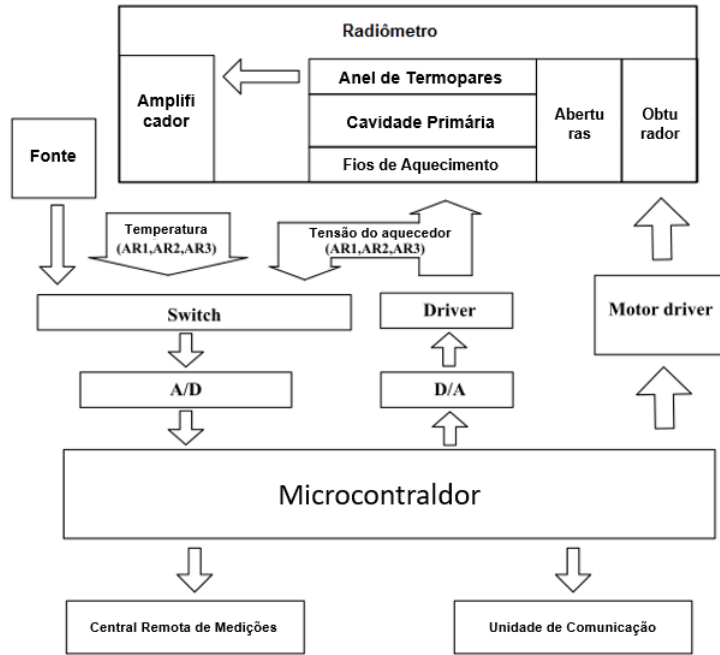 Radiômetro
Amplifi
cador
Anel de Termopares
Cavidade Primária
Fios de Aquecimento
Abertu
ras
Obtu
rador
Fonte
Temperatura
(AR1,AR2,AR3)
Tensão do aquecedor
(AR1,AR2,AR3)
Switch
Driver
Motor driver
A/D
D/A
Microcontraldor
Central Remota de Medições
Unidade de Comunicação